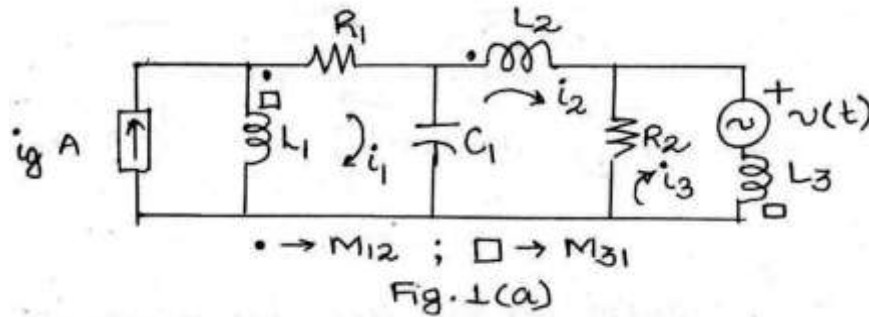 R1
L2
ig A
L1
i1
C1
i2
R2
i3
+
v(t)
L3
• → M12 ; □ → M31
Fig. 1(a)